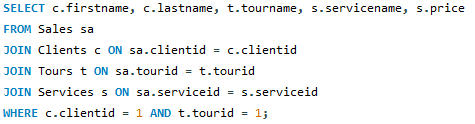 SELECT c.firstname, c.lastname, t.tourname, s.servicename, s.price
FROM Sales sa
JOIN Clients c ON sa.clientid = c.clientid
JOIN Tours t ON sa.tourid = t.tourid
JOIN Services s ON sa.serviceid = s.serviceid
WHERE c.clientid = 1 AND t.tourid = 1;